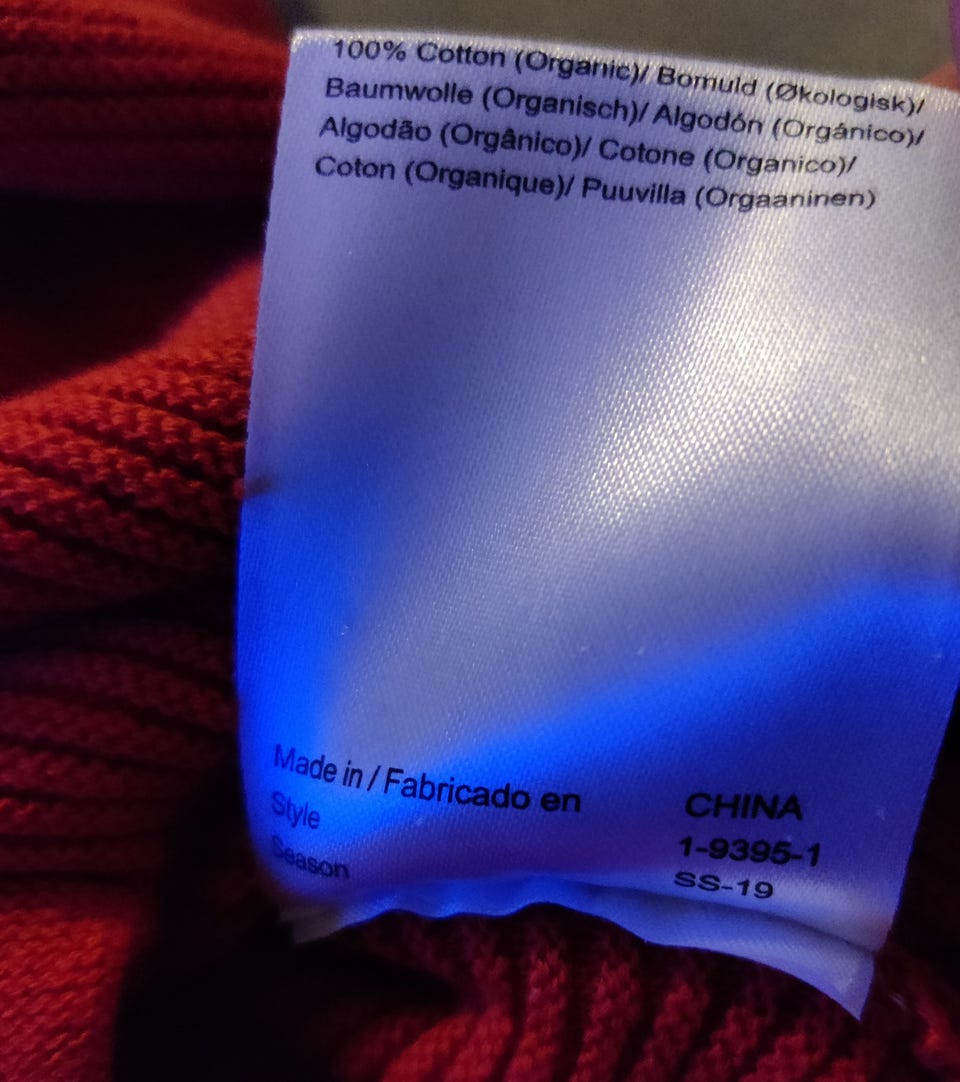 100% Cotton (Organic)/ Bomuld (Økologisk)/
Baumwolle (Organisch)/ Algodón (Orgánico)/
Algodão (Orgânico)/ Cotone (Organico)/
Coton (Organique)/ Puuvilla (Orgaaninen)
Made in / Fabricado en CHINA
Style 1-9395-1
Season SS-19